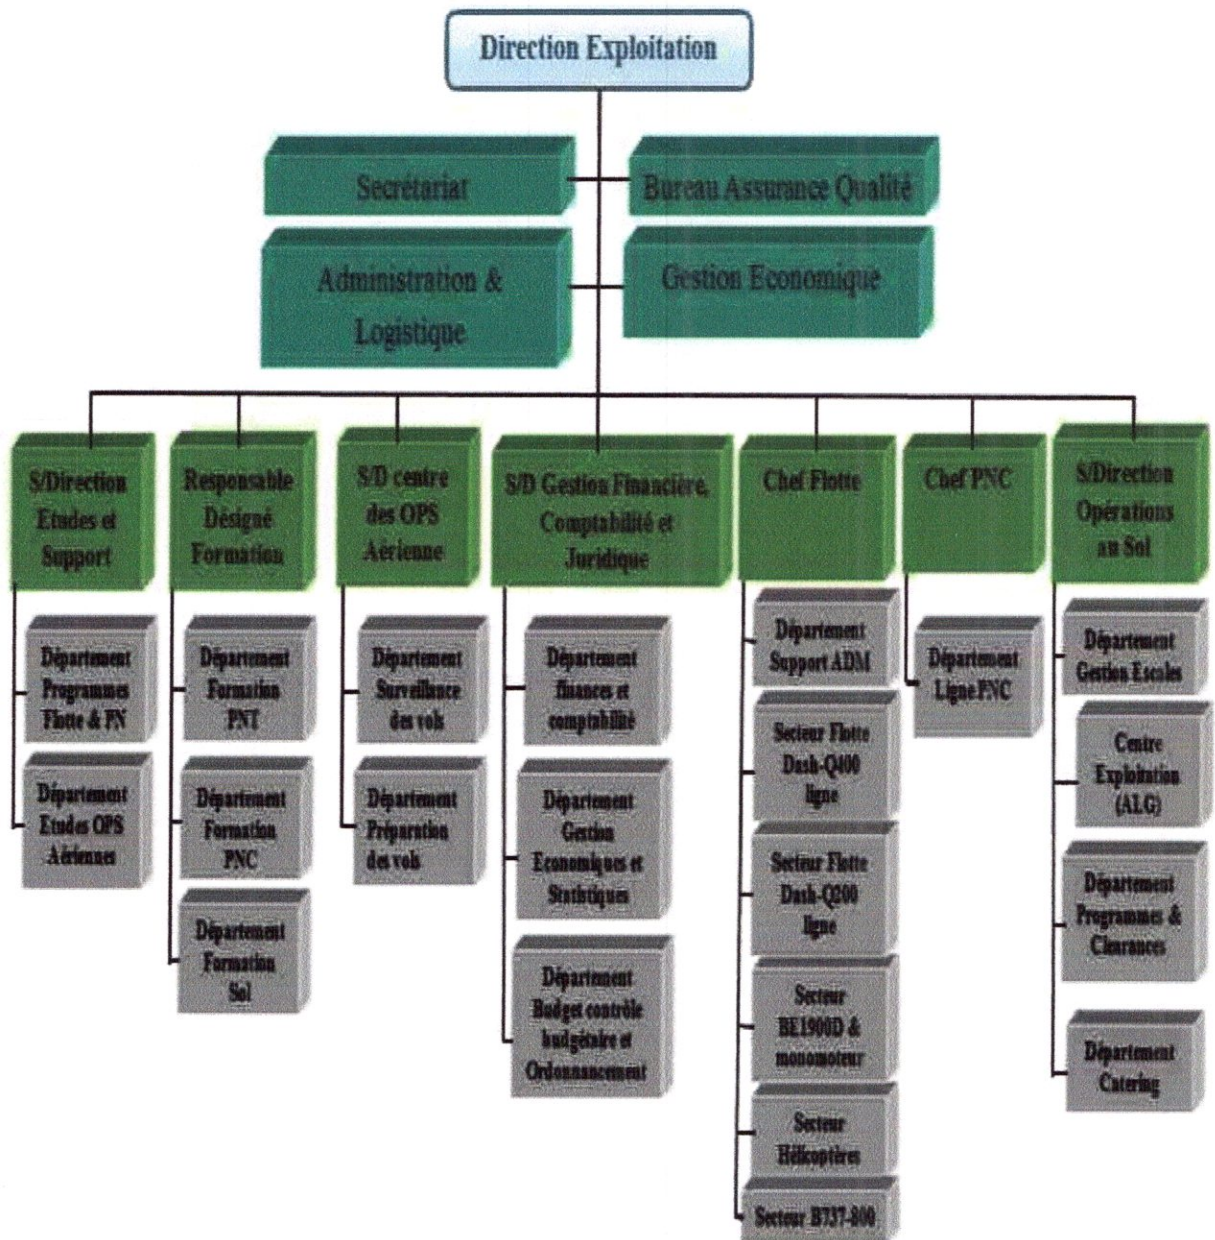 Direction Exploitation
Secrétariat
Bureau Assurance Qualité
Administration &
Logistique
Gestion Economique
S/Direction
Etudes et
Support
Département
Programmes
Flotte & PN
Département
Etudes OPS
Aériennes
Responsable
Désigné
Formation
Département
Formation
PNT
Département
Formation
PNC
Département
Formation
Sol
S/D centre
des OPS
Aérienne
Département
Surveillance
des vols
Département
Préparation
des vols
S/D Gestion Financière,
Comptabilité et
Juridique
Département
finances et
comptabilité
Département
Gestion
Economiques et
Statistiques
Département
Budget contrôle
budgétaire et
Ordonnancement
Chef Flotte
Département
Support ADM
Secteur Flotte
Dash-Q400
ligne
Secteur Flotte
Dash-Q200
ligne
Secteur
BE1900D &
monomoteur
Secteur
Hélicoptères
Secteur B737-800
Chef PNC
Département
Ligne PNC
S/Direction
Opérations
au Sol
Département
Gestion Escales
Centre
Exploitation
(ALG)
Département
Programmes &
Clearances
Département
Catering